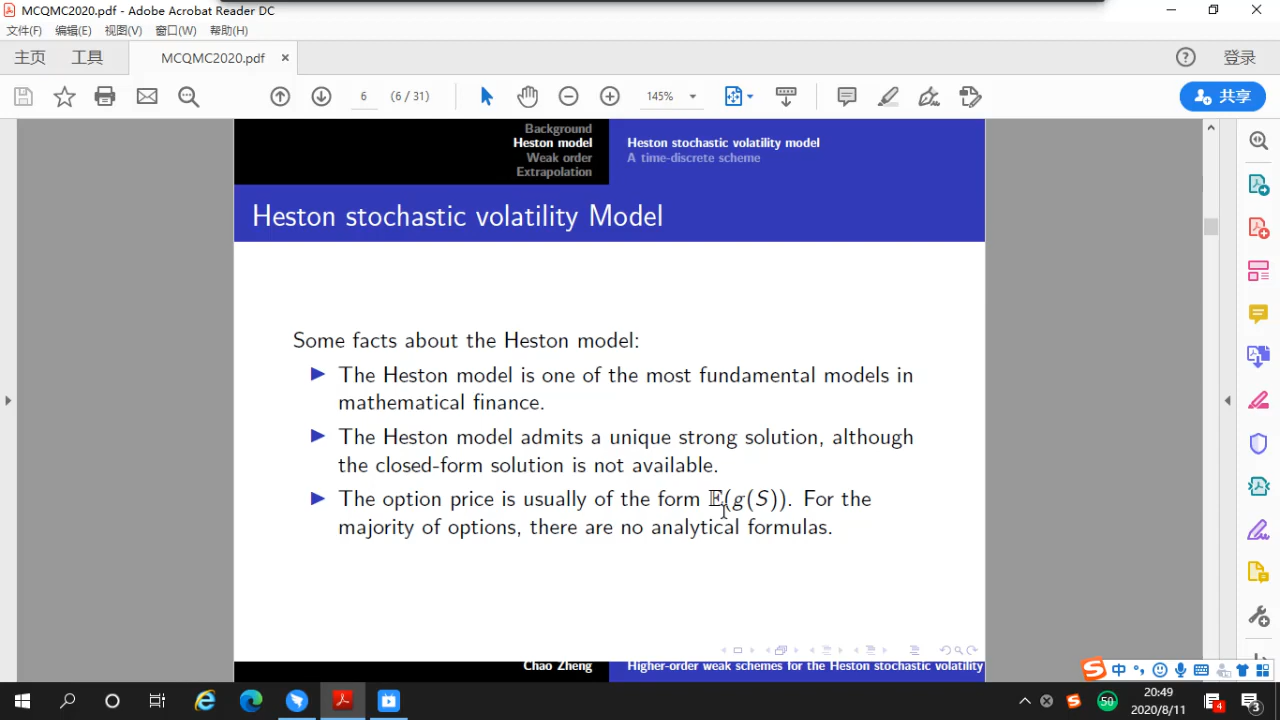 MCQMC2020.pdf - Adobe Acrobat Reader DC
文件(F) 编辑(E) 视图(V) 窗口(W) 帮助(H)
主页 工具 MCQMC2020.pdf × 登录
6 (6 / 31) 145% 共享
Background
Heston model
Weak order
Extrapolation
Heston stochastic volatility model
A time-discrete scheme
Heston stochastic volatility Model
Some facts about the Heston model:
The Heston model is one of the most fundamental models in
mathematical finance.
The Heston model admits a unique strong solution, although
the closed-form solution is not available.
The option price is usually of the form 𝔼(g(S)). For the
majority of options, there are no analytical formulas.
Chao Zheng Higher-order weak schemes for the Heston stochastic volatility
中
50
20:49
2020/8/11
4
3